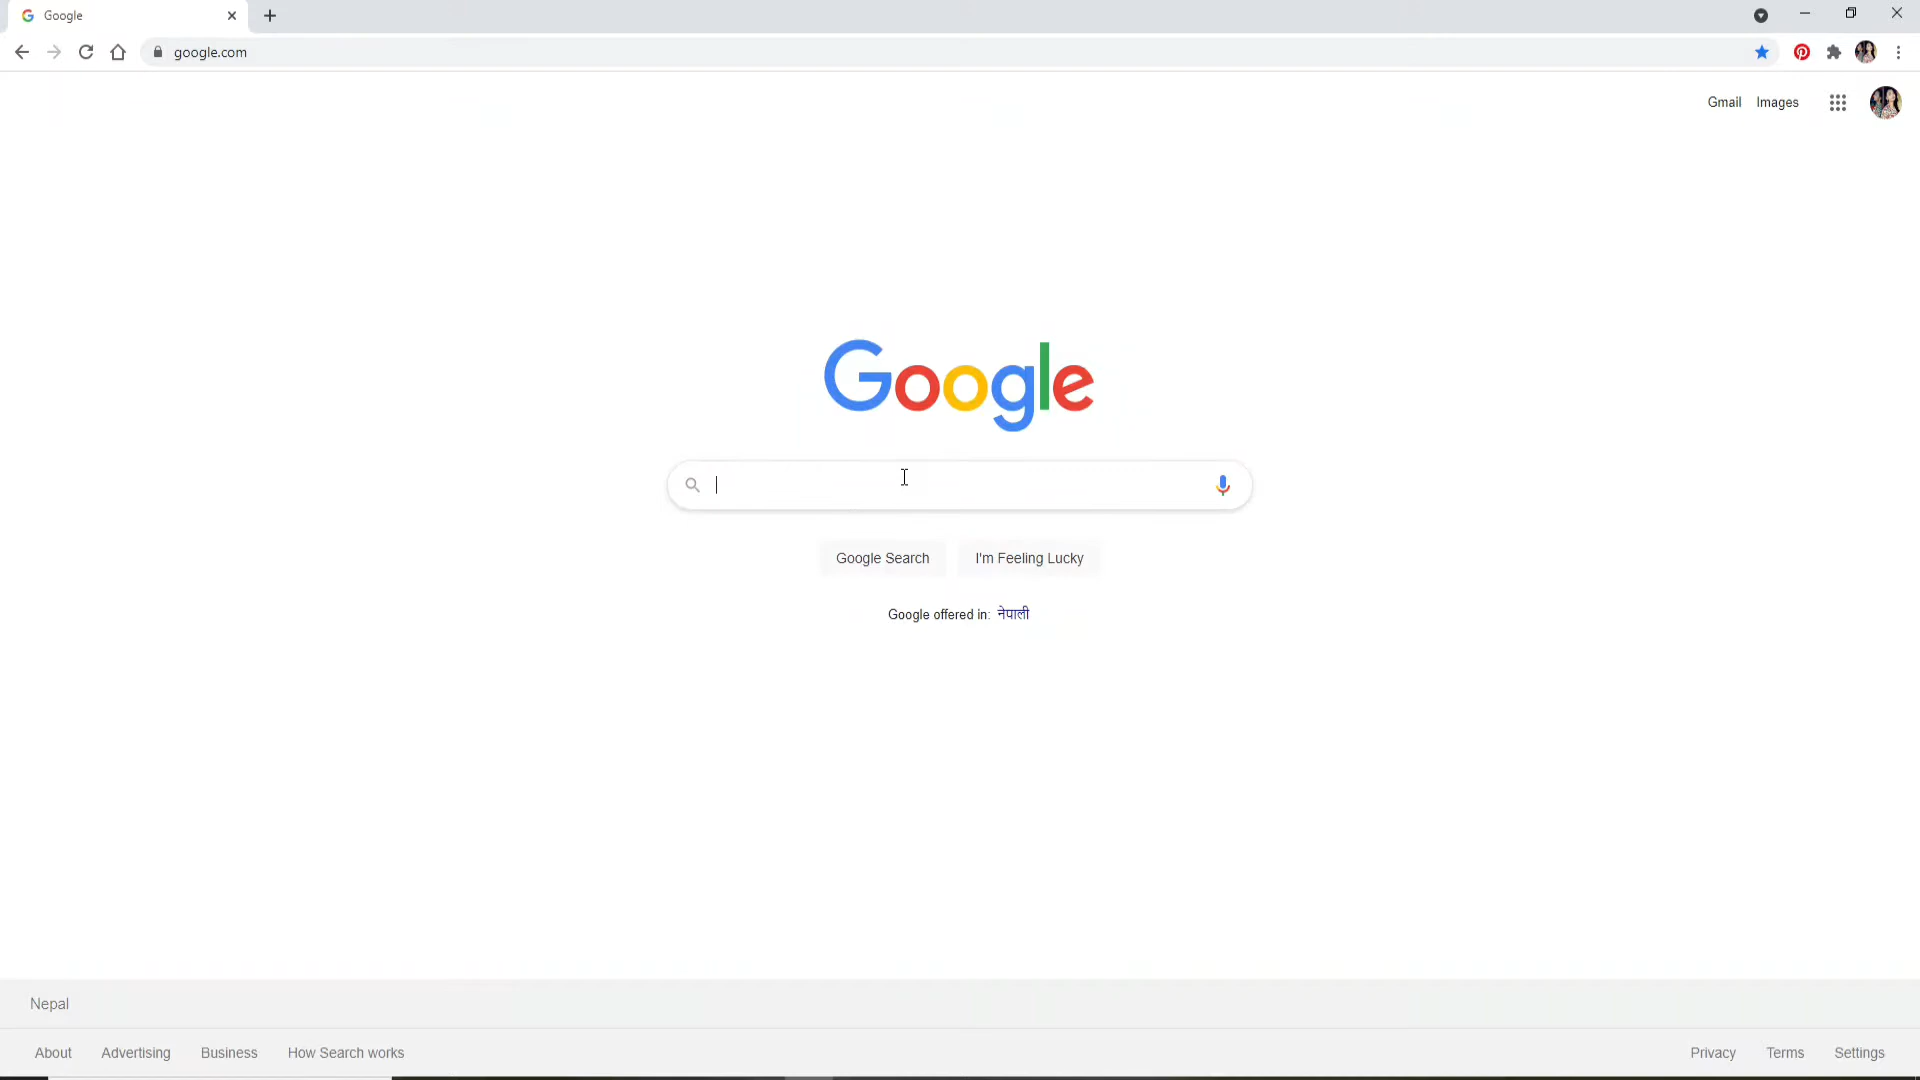 Google
google.com
Gmail Images
Google
Google Search I'm Feeling Lucky
Google offered in: नेपाली
Nepal
About Advertising Business How Search works Privacy Terms Settings